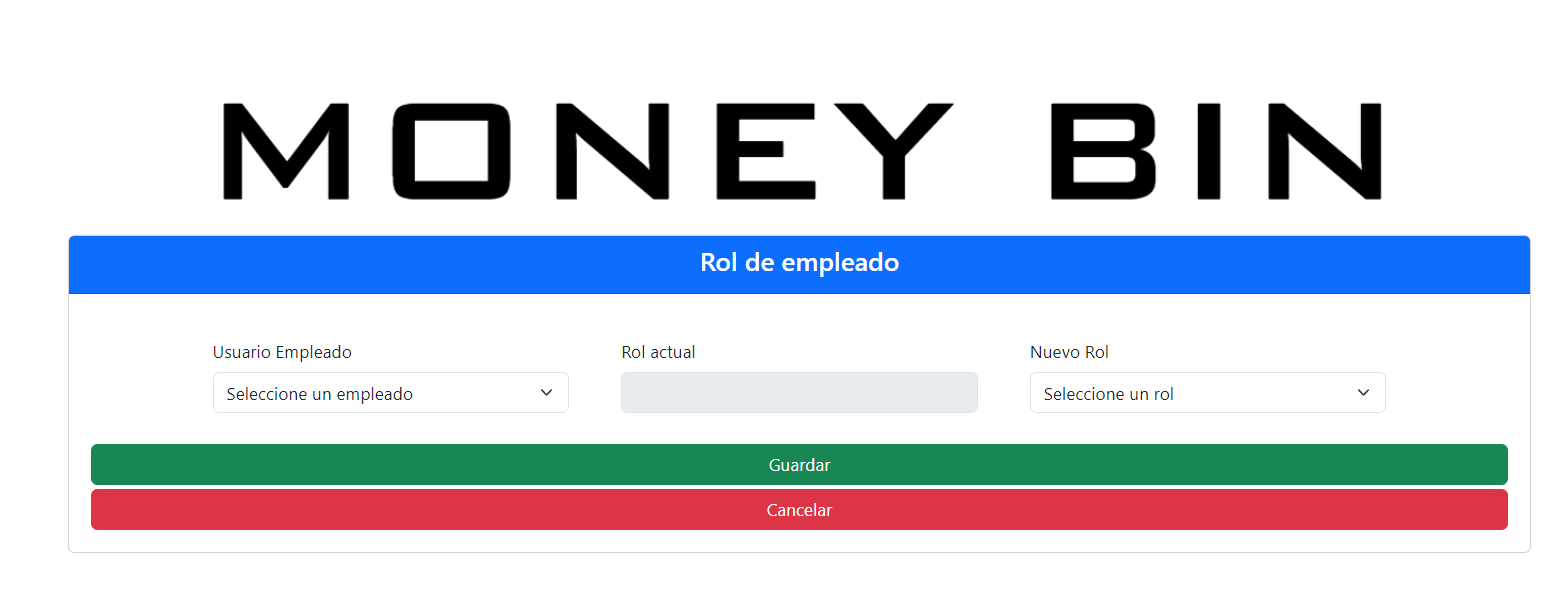 MONEY BIN
Rol de empleado
Usuario Empleado
Rol actual
Nuevo Rol
Seleccione un empleado
Seleccione un rol
Guardar
Cancelar